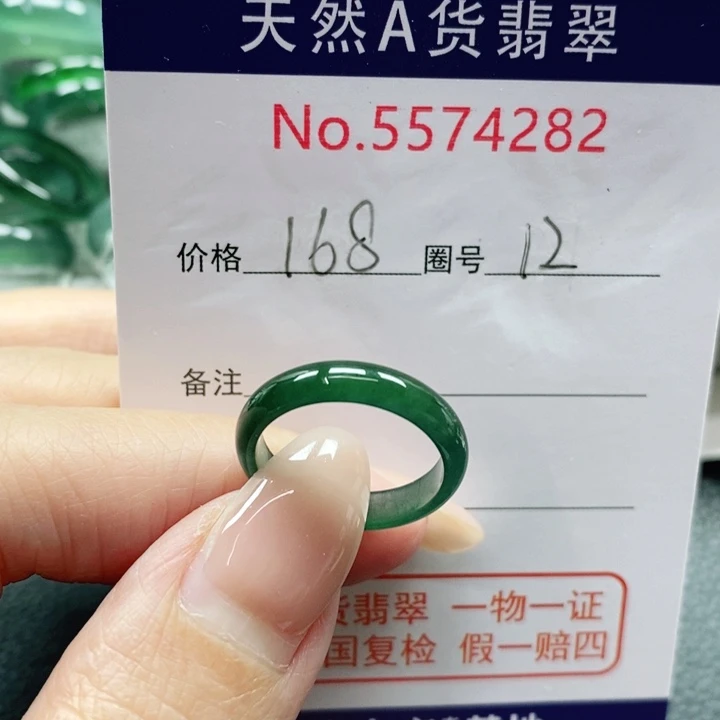 天然A货翡翠
No.5574282
价格 168 圈号 12
备注
货翡翠 一物一证
国复检 假一赔四